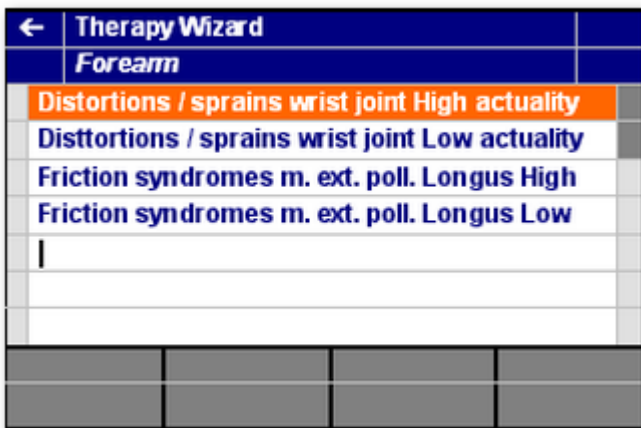 ← Therapy Wizard
Forearm
Distortions / sprains wrist joint High actuality
Disttortions / sprains wrist joint Low actuality
Friction syndromes m. ext. poll. Longus High
Friction syndromes m. ext. poll. Longus Low